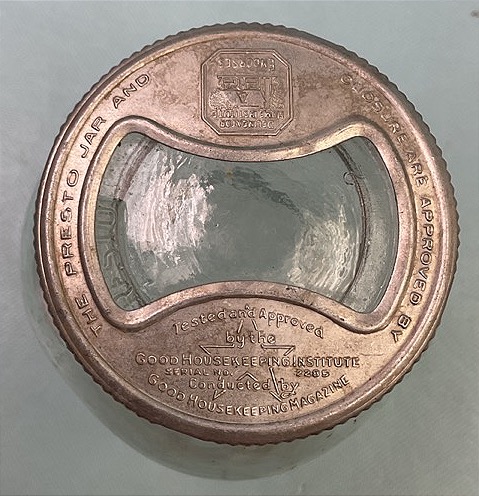 THE PRESTO JAR AND CLOSURE ARE APPROVED BY
Tested and Approved
by the
GOOD HOUSEKEEPING INSTITUTE
SERIAL NO. 2285
Conducted by
GOOD HOUSEKEEPING MAGAZINE
ENDORSES